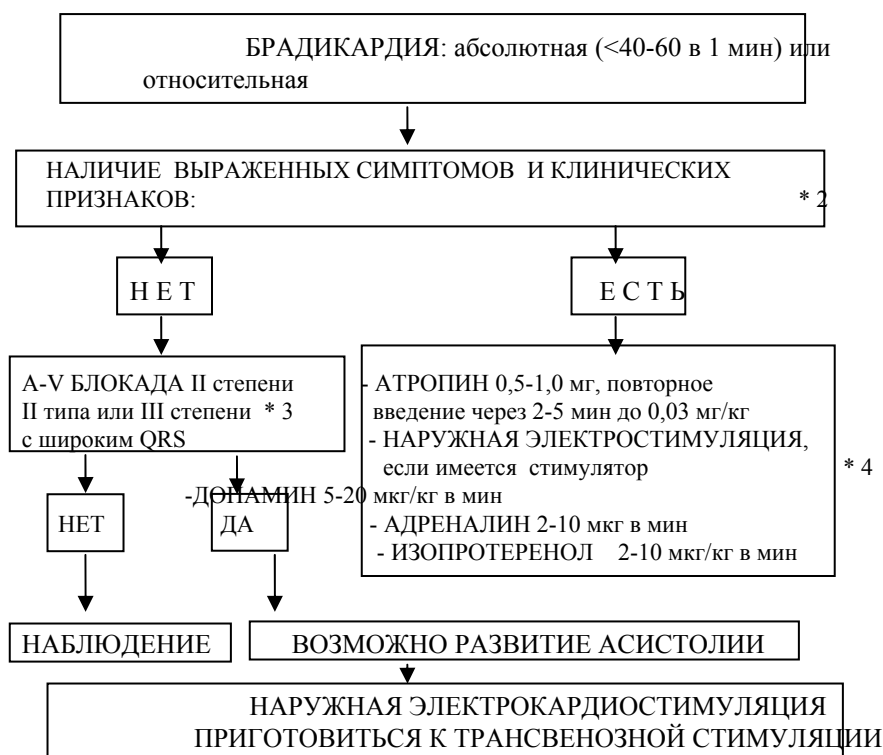 БРАДИКАРДИЯ: абсолютная (<40-60 в 1 мин) или
относительная
НАЛИЧИЕ ВЫРАЖЕННЫХ СИМПТОМОВ И КЛИНИЧЕСКИХ
ПРИЗНАКОВ: * 2
Н Е Т
Е С Т Ь
А-V БЛОКАДА II степени
II типа или III степени * 3
с широким QRS
- АТРОПИН 0,5-1,0 мг, повторное
введение через 2-5 мин до 0,03 мг/кг
- НАРУЖНАЯ ЭЛЕКТРОСТИМУЛЯЦИЯ,
если имеется стимулятор * 4
-ДОПАМИН 5-20 мкг/кг в мин
- АДРЕНАЛИН 2-10 мкг в мин
- ИЗОПРОТЕРЕНОЛ 2-10 мкг/кг в мин
НЕТ
ДА
НАБЛЮДЕНИЕ
ВОЗМОЖНО РАЗВИТИЕ АСИСТОЛИИ
НАРУЖНАЯ ЭЛЕКТРОКАРДИОСТИМУЛЯЦИЯ
ПРИГОТОВИТЬСЯ К ТРАНСВЕНОЗНОЙ СТИМУЛЯЦИИ